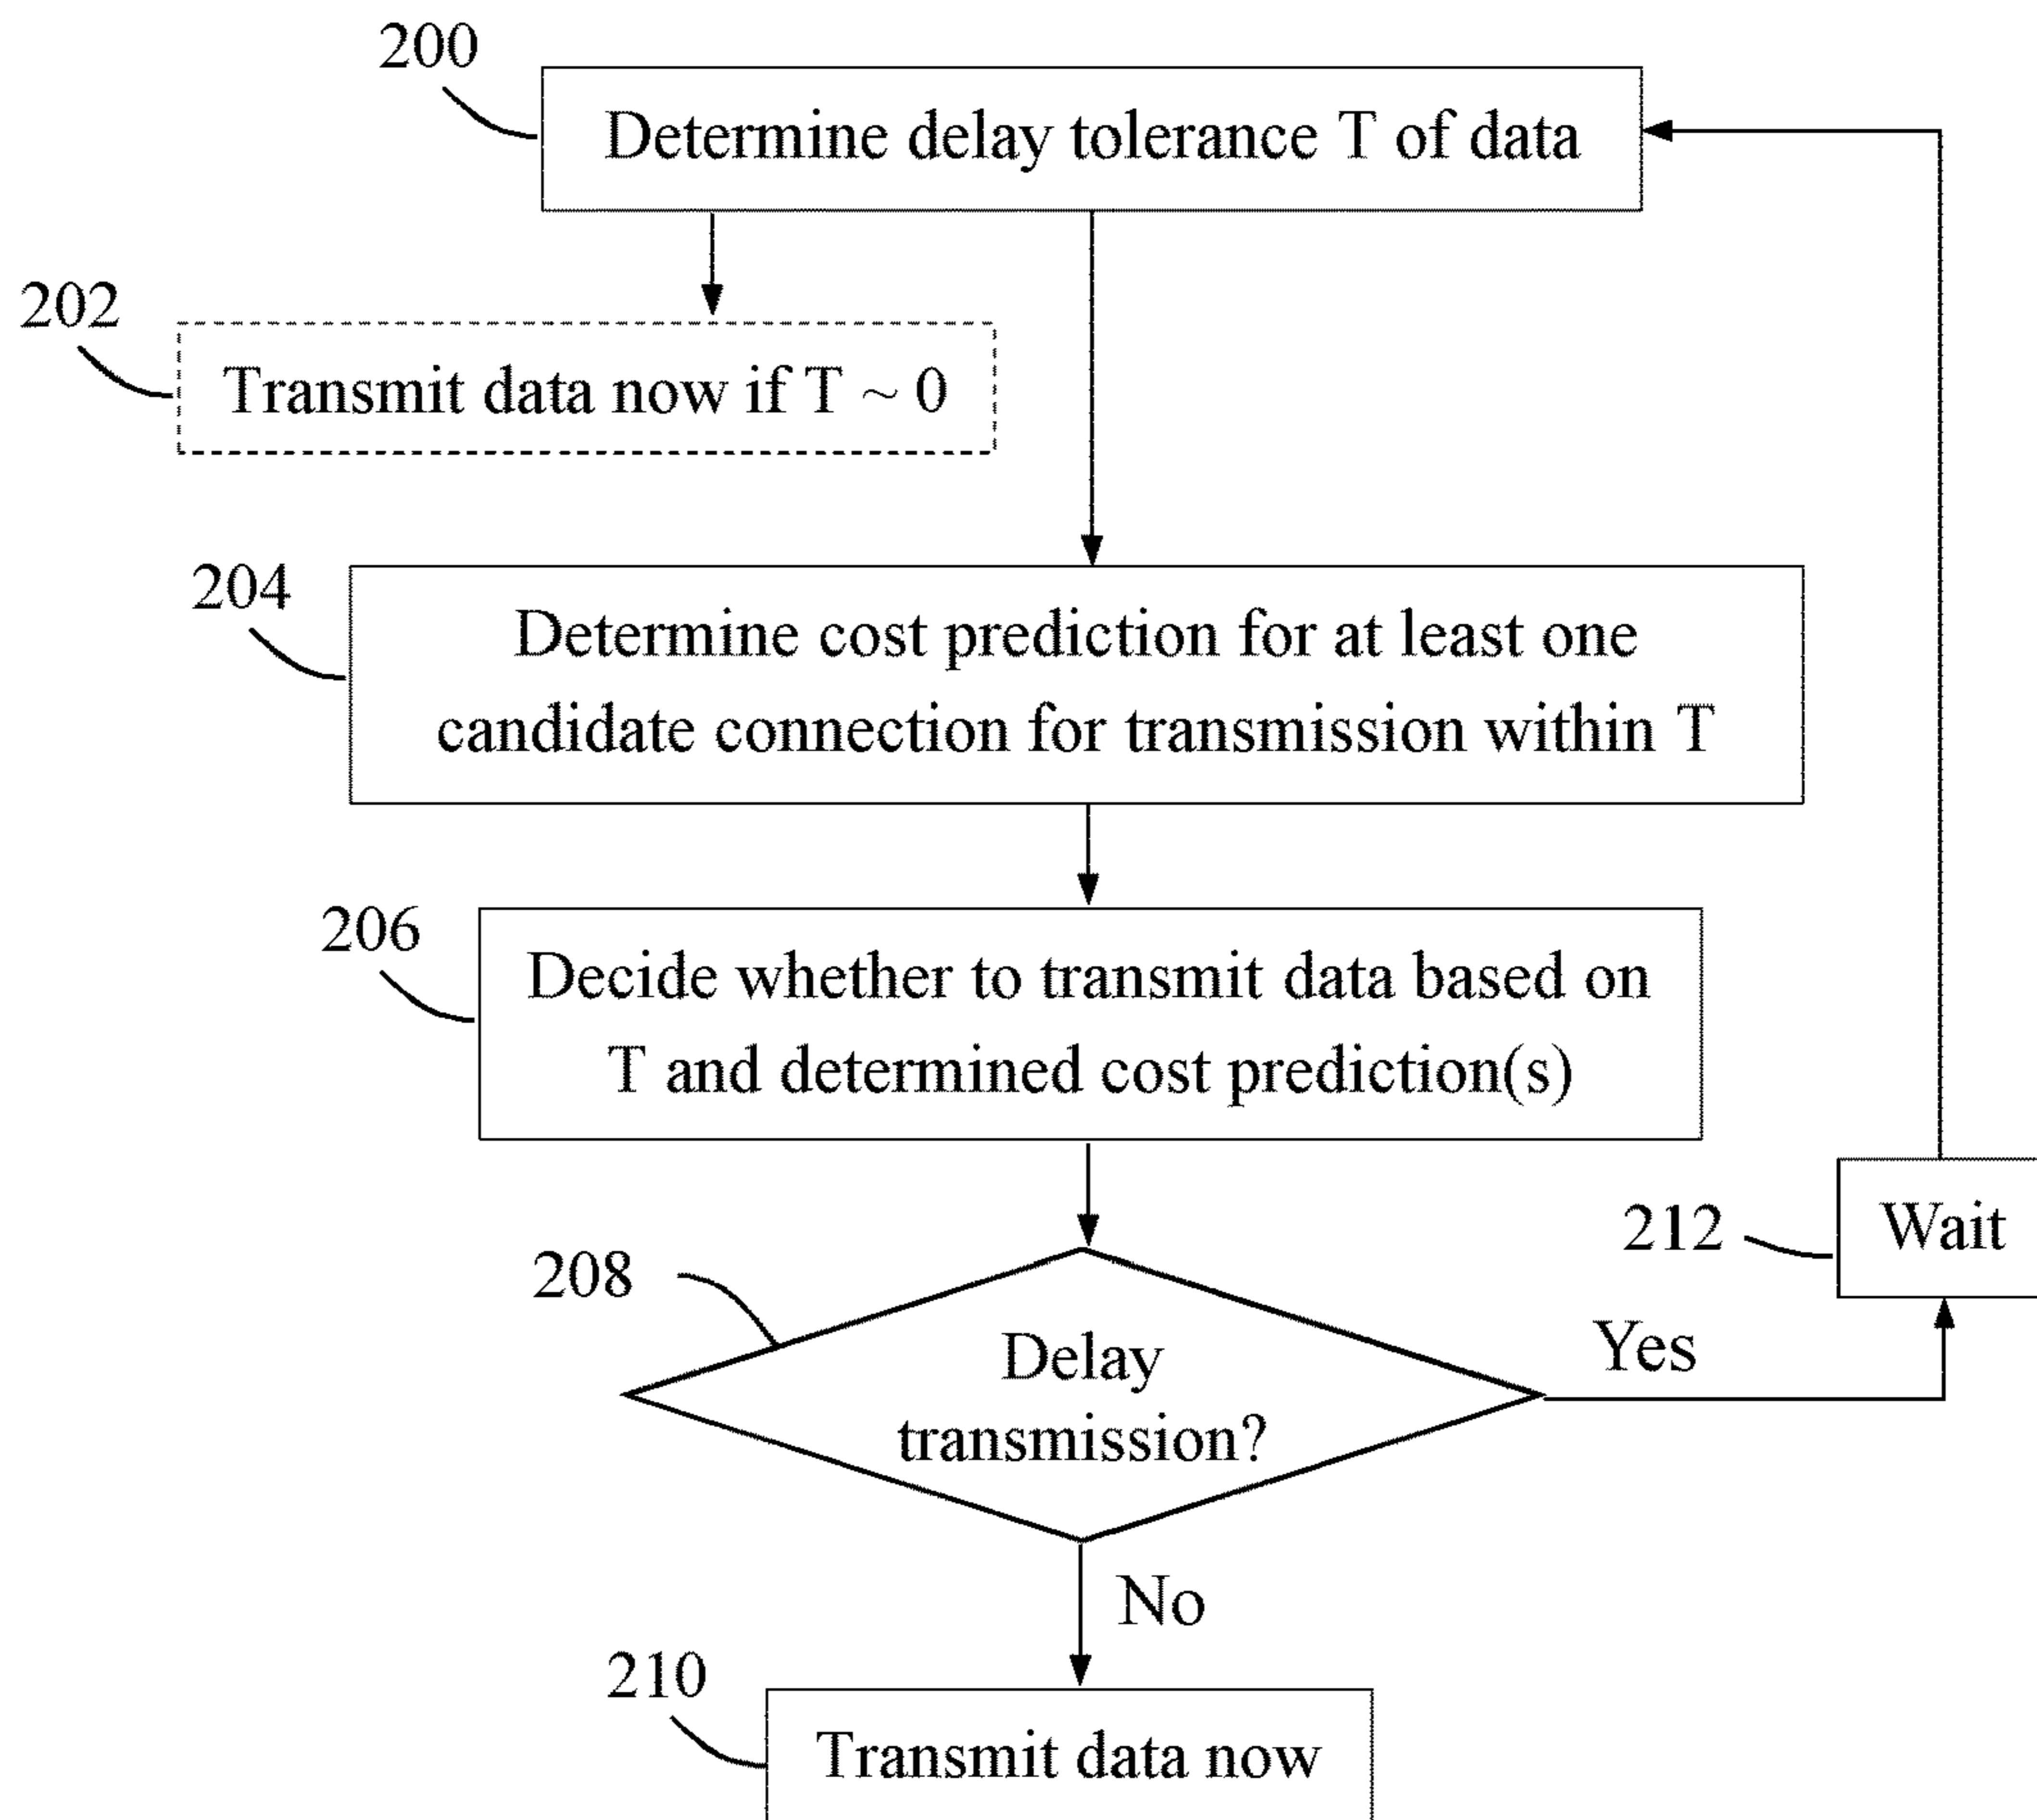 200
Determine delay tolerance T of data
202
Transmit data now if T ~ 0
204
Determine cost prediction for at least one
candidate connection for transmission within T
206
Decide whether to transmit data based on
T and determined cost prediction(s)
212
Wait
208
Delay
transmission?
Yes
No
210
Transmit data now